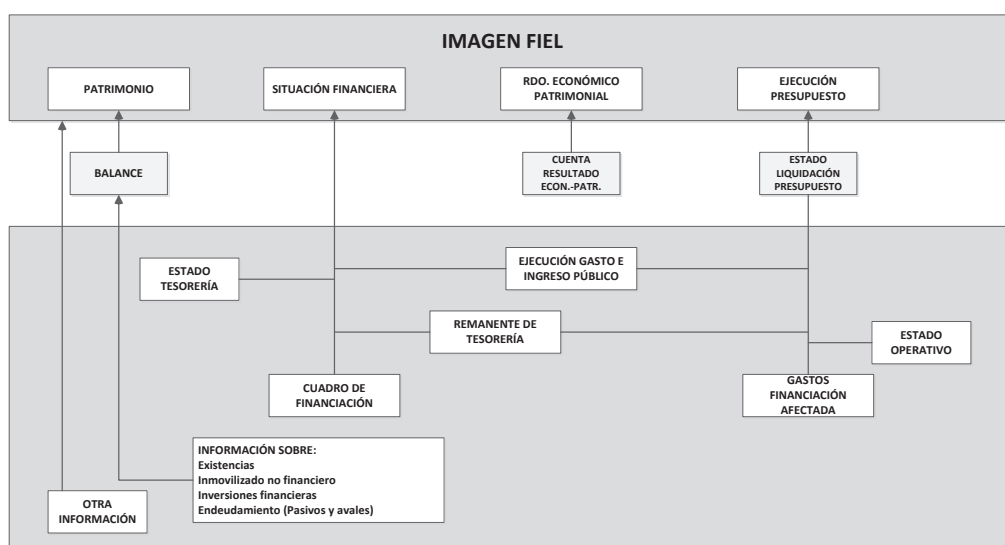 IMAGEN FIEL
PATRIMONIO
SITUACIÓN FINANCIERA
RDO. ECONÓMICO
PATRIMONIAL
EJECUCIÓN
PRESUPUESTO
BALANCE
CUENTA
RESULTADO
ECON.-PATR.
ESTADO
LIQUIDACIÓN
PRESUPUESTO
ESTADO
TESORERÍA
EJECUCIÓN GASTO E
INGRESO PÚBLICO
REMANENTE DE
TESORERÍA
ESTADO
OPERATIVO
CUADRO DE
FINANCIACIÓN
GASTOS
FINANCIACIÓN
AFECTADA
INFORMACIÓN SOBRE:
Existencias
Inmovilizado no financiero
Inversiones financieras
Endeudamiento (Pasivos y avales)
OTRA
INFORMACIÓN